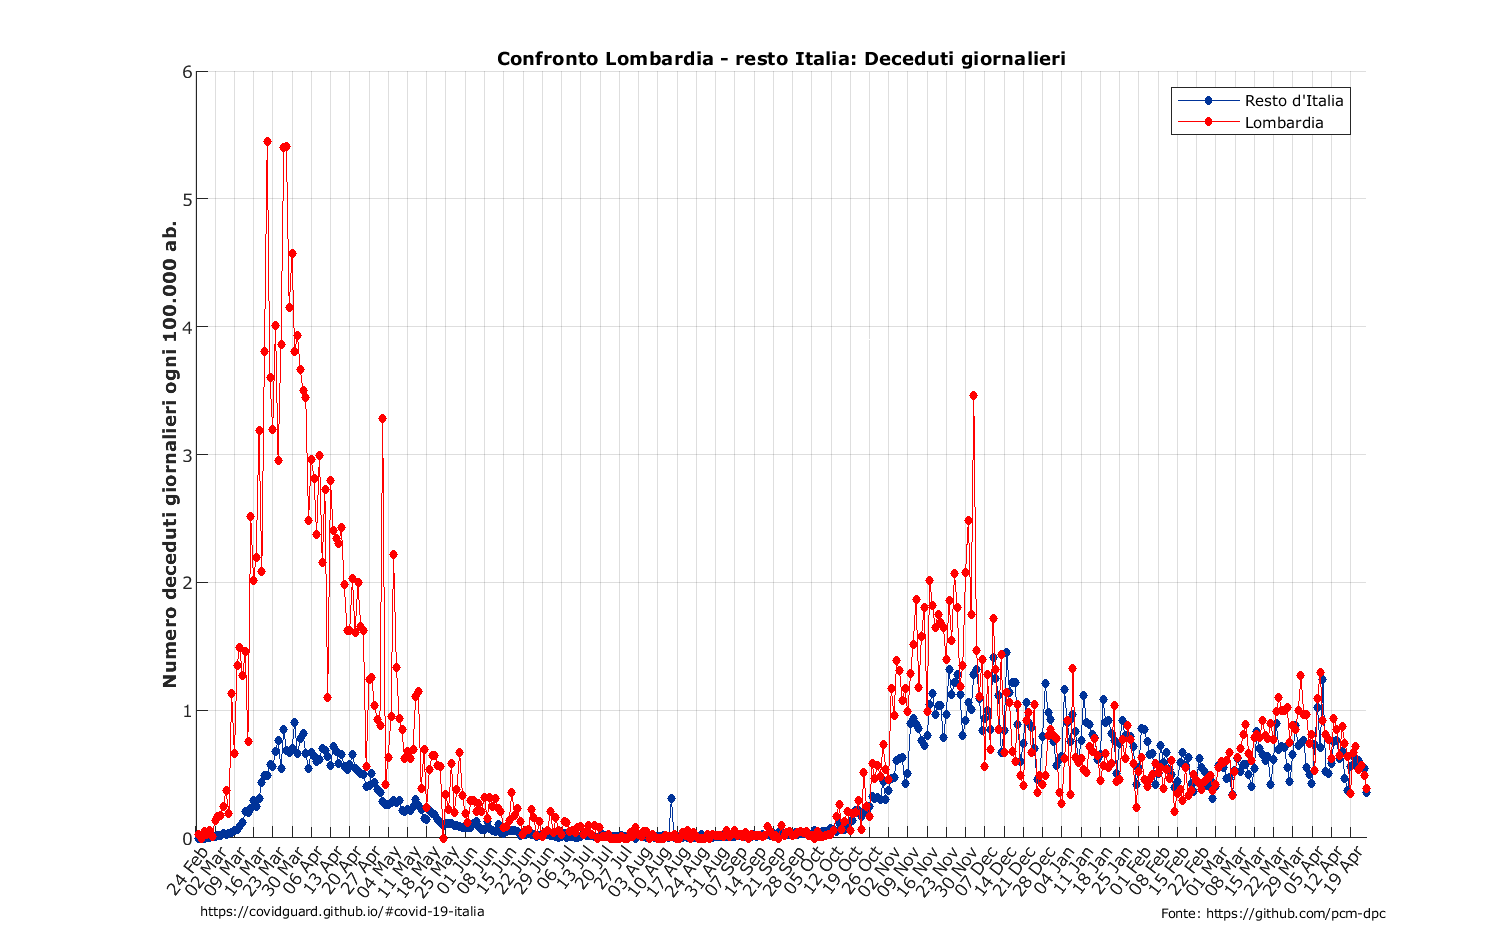 Confronto Lombardia - resto Italia: Deceduti giornalieri
Resto d'Italia
Lombardia
Numero deceduti giornalieri ogni 100.000 ab.
6
5
4
3
2
1
0
24 Feb
02 Mar
09 Mar
16 Mar
23 Mar
30 Mar
06 Apr
13 Apr
20 Apr
27 Apr
04 May
11 May
18 May
25 May
01 Jun
08 Jun
15 Jun
22 Jun
29 Jun
06 Jul
13 Jul
20 Jul
27 Jul
03 Aug
10 Aug
17 Aug
24 Aug
31 Aug
07 Sep
14 Sep
21 Sep
28 Sep
05 Oct
12 Oct
19 Oct
26 Oct
02 Nov
09 Nov
16 Nov
23 Nov
30 Nov
07 Dec
14 Dec
21 Dec
28 Dec
04 Jan
11 Jan
18 Jan
25 Jan
01 Feb
08 Feb
15 Feb
22 Feb
01 Mar
08 Mar
15 Mar
22 Mar
29 Mar
05 Apr
12 Apr
19 Apr
https://covidguard.github.io/#covid-19-italia
Fonte: https://github.com/pcm-dpc